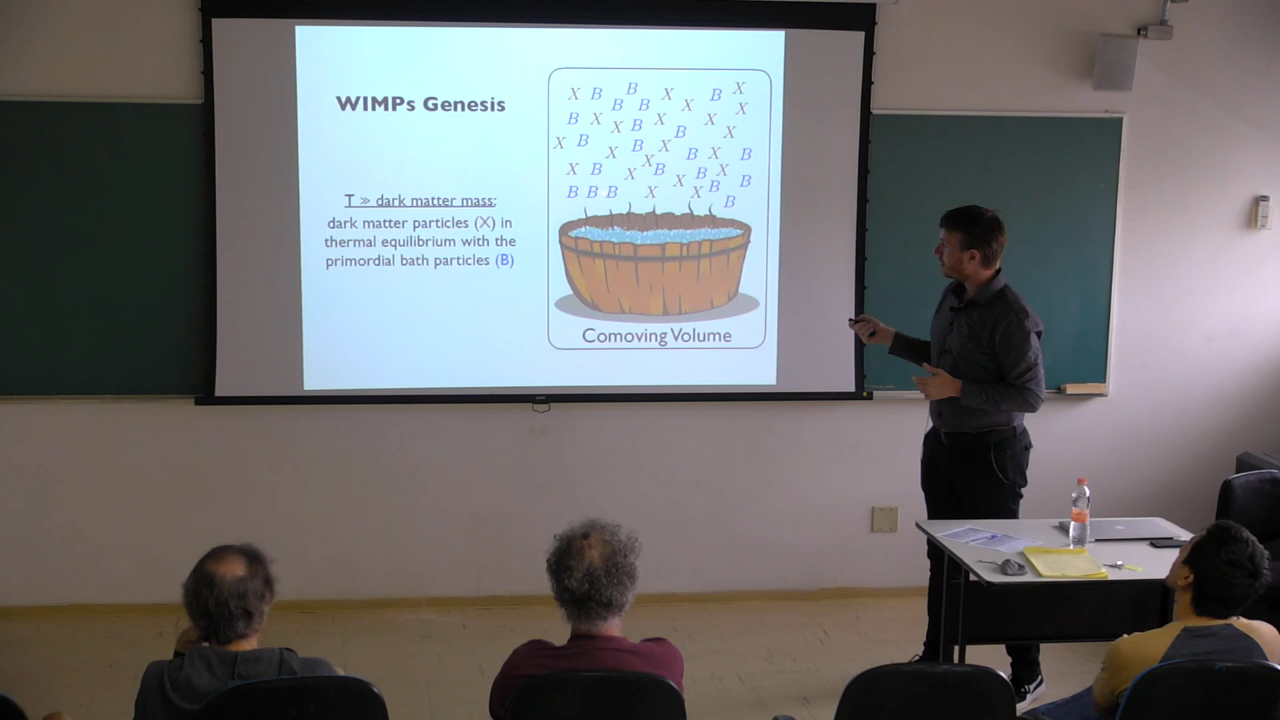 WIMPs Genesis
T >> dark matter mass:
dark matter particles (X) in
thermal equilibrium with the
primordial bath particles (B)
X B B X B X
B B X X
B X X B X X X
X B B X B
X X B X B
X B X B X B X
B B B X X B B
B
Comoving Volume